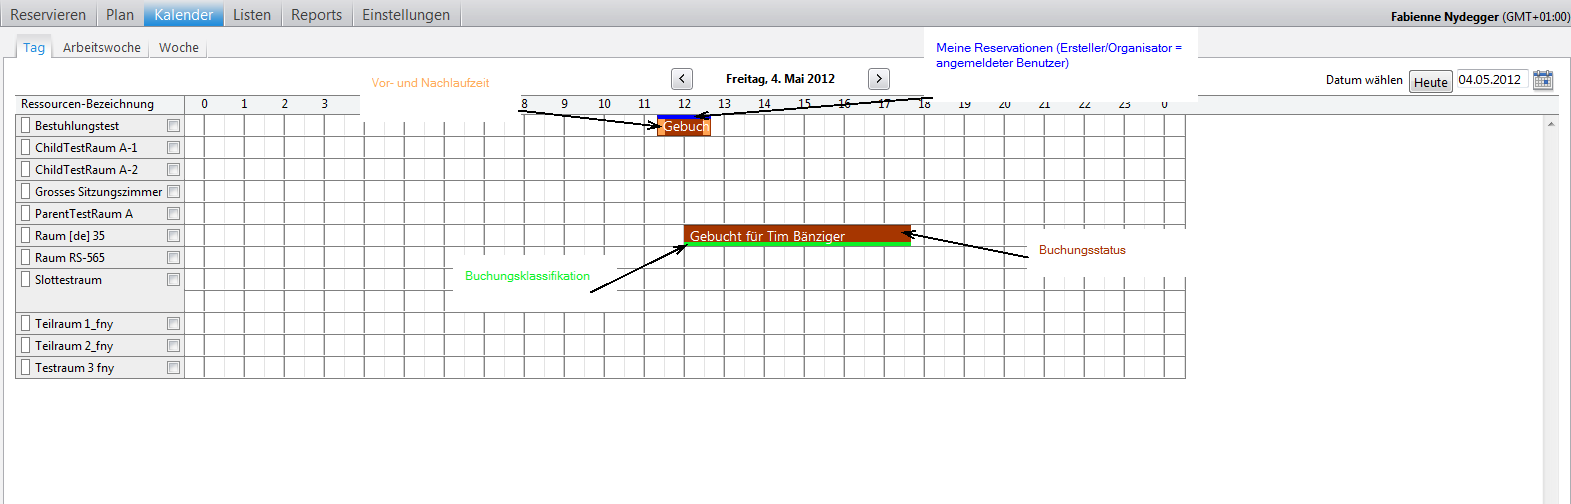 Reservieren Plan Kalender Listen Reports Einstellungen
Fabienne Nydegger (GMT+01:00)
Tag Arbeitswoche Woche
Meine Reservationen (Ersteller/Organisator =
angemeldeter Benutzer)
Vor- und Nachlaufzeit
< Freitag, 4. Mai 2012 >
Datum wählen Heute 04.05.2012
Ressourcen-Bezeichnung 0 1 2 3 8 9 10 11 12 13 14 15 16 17 18 19 20 21 22 23 0
Bestuhlungstest Gebuch
ChildTestRaum A-1
ChildTestRaum A-2
Grosses Sitzungszimmer
ParentTestRaum A
Raum [de] 35 Gebucht für Tim Bänziger
Buchungsstatus
Raum RS-565
Buchungsklassifikation
Slottestraum
Teilraum 1_fny
Teilraum 2_fny
Testraum 3 fny